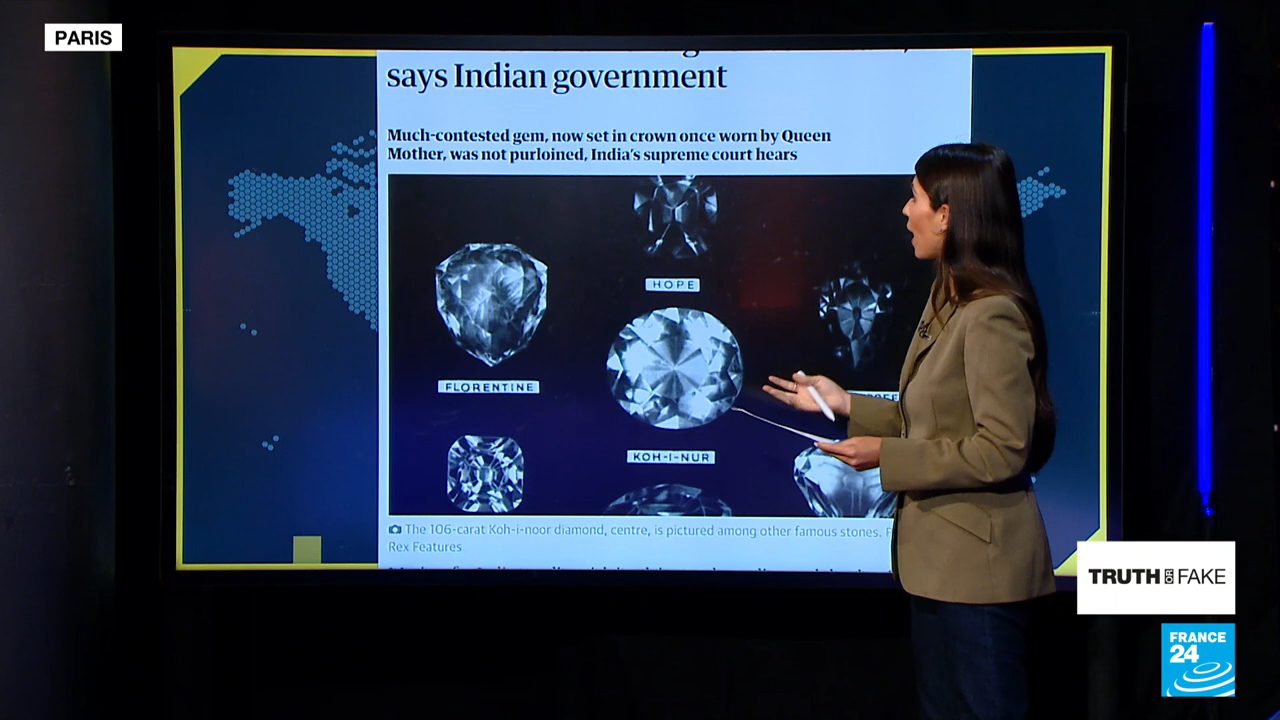 PARIS
says Indian government
Much-contested gem, now set in crown once worn by Queen
Mother, was not purloined, India's supreme court hears
HOPE
FLORENTINE
KOH-I-NUR
The 106-carat Koh-i-noor diamond, centre, is pictured among other famous stones.
Rex Features
TRUTH OR FAKE
FRANCE
24